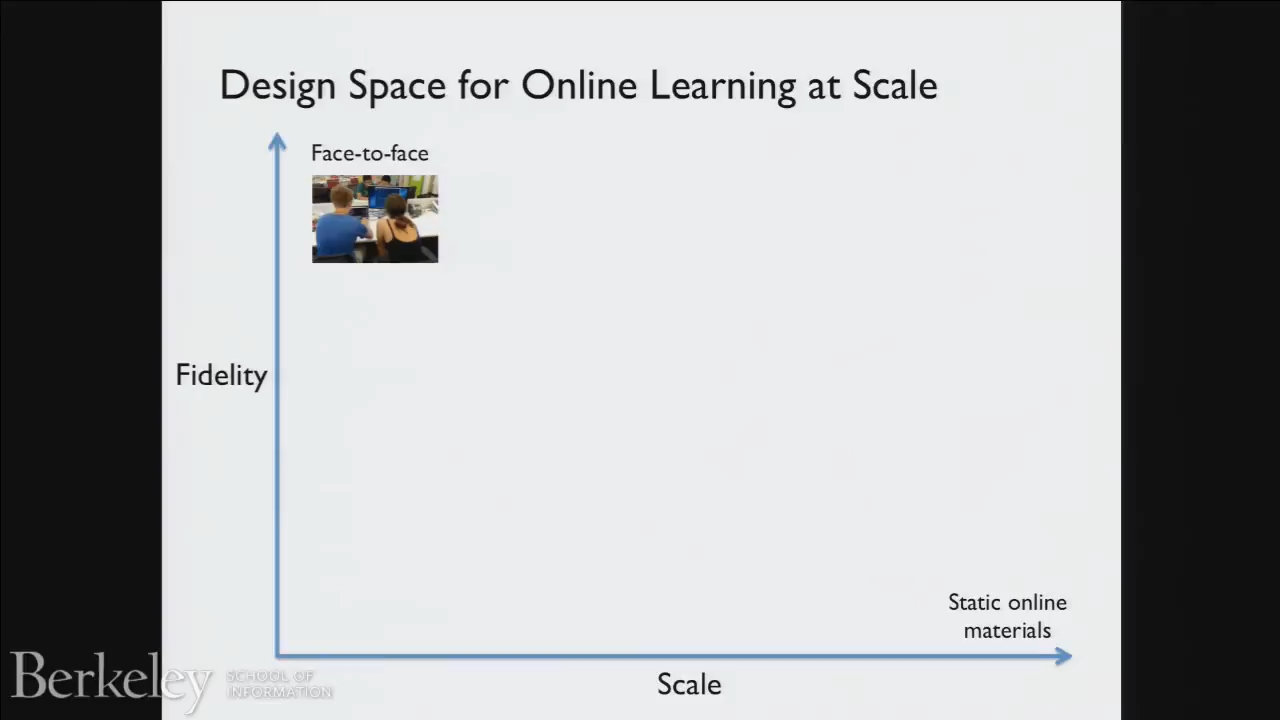 Design Space for Online Learning at Scale
Face-to-face
Fidelity
Static online
materials
Scale
Berkeley
SCHOOL OF
INFORMATION